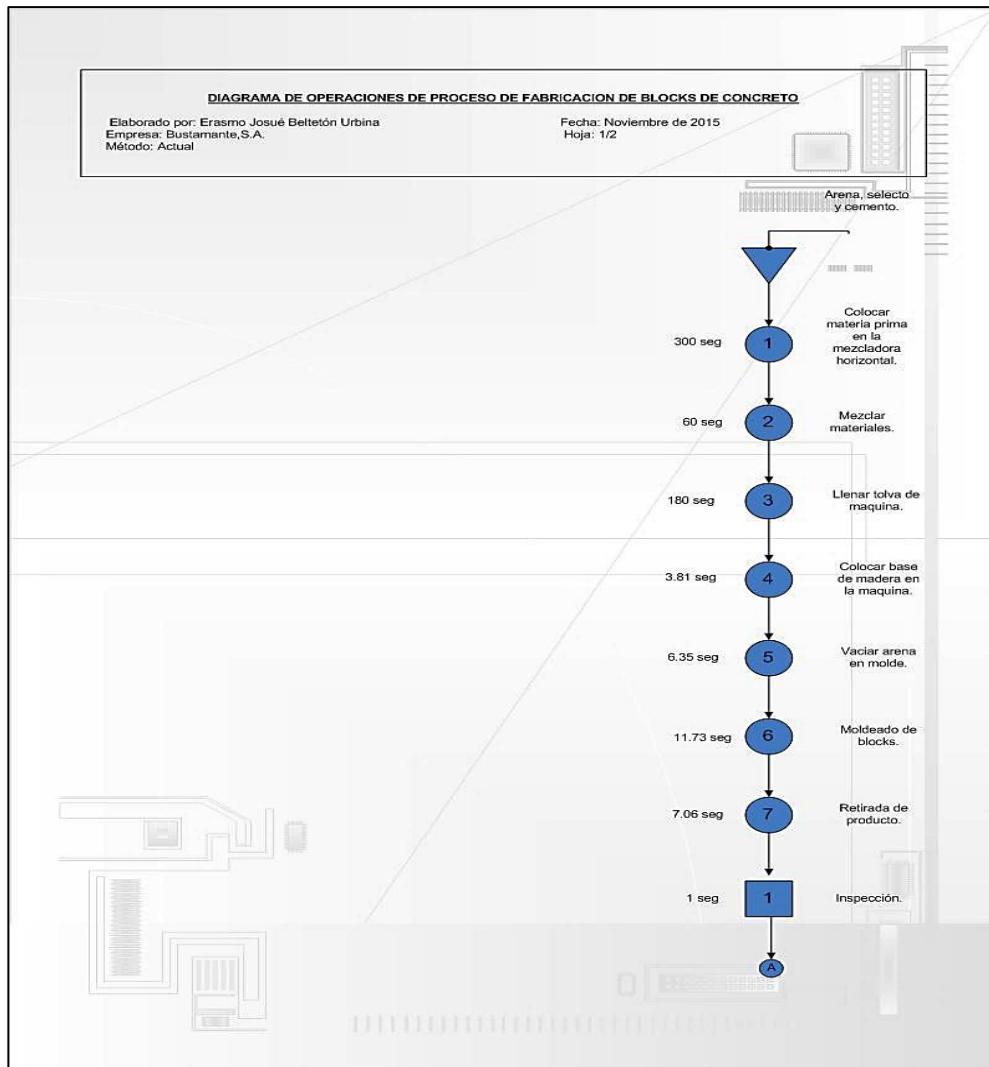 DIAGRAMA DE OPERACIONES DE PROCESO DE FABRICACION DE BLOCKS DE CONCRETO
Elaborado por: Erasmo Josué Beltetón Urbina
Fecha: Noviembre de 2015
Empresa: Bustamante,S.A.
Hoja: 1/2
Método: Actual
Arena, selecto
y cemento.
300 seg
1
Colocar
materia prima
en la
mezcladora
horizontal.
60 seg
2
Mezclar
materiales.
180 seg
3
Llenar tolva de
maquina.
3.81 seg
4
Colocar base
de madera en
la maquina.
6.35 seg
5
Vaciar arena
en molde.
11.73 seg
6
Moldeado de
blocks.
7.06 seg
7
Retirada de
producto.
1 seg
1
Inspección.
A